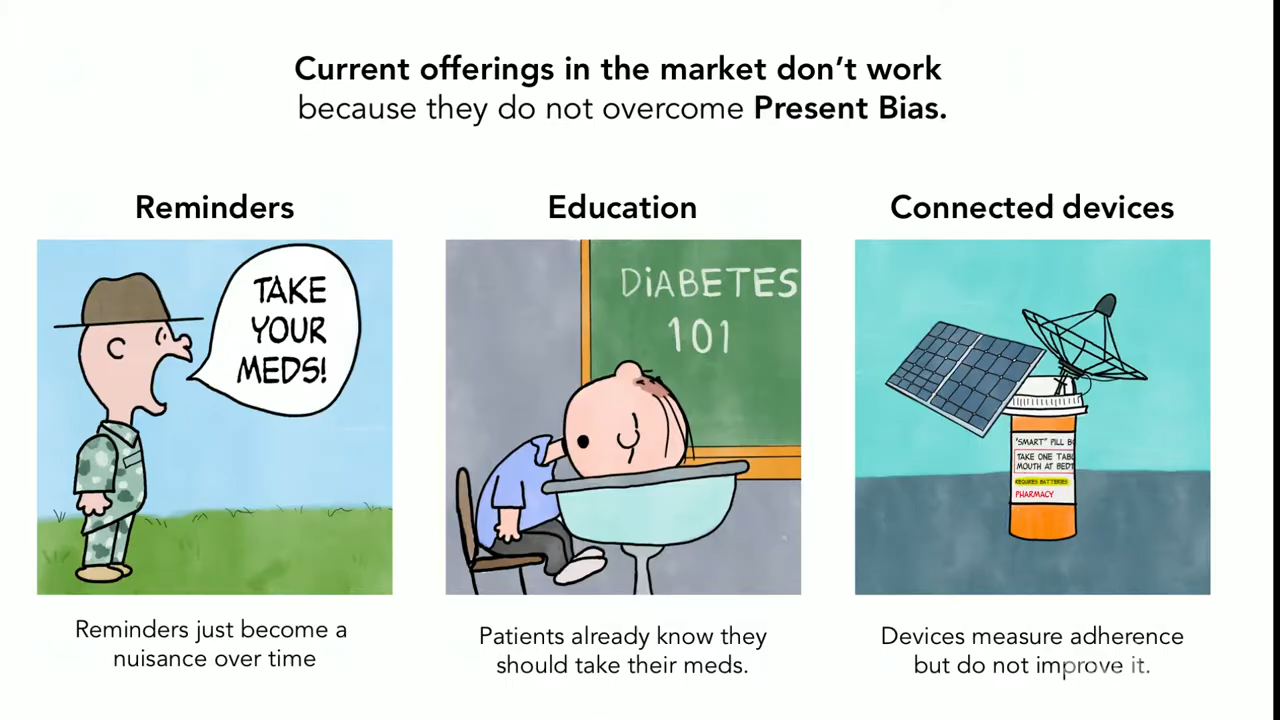 Current offerings in the market don't work
because they do not overcome Present Bias.
Reminders
Education
Connected devices
TAKE
YOUR
MEDS!
DiABETES
101
"SMART" PILL
TAKE ONE
MOUTH AT
REQUIRES BATTERIES
PHARMACY
Reminders just become a
nuisance over time
Patients already know they
should take their meds.
Devices measure adherence
but do not improve it.